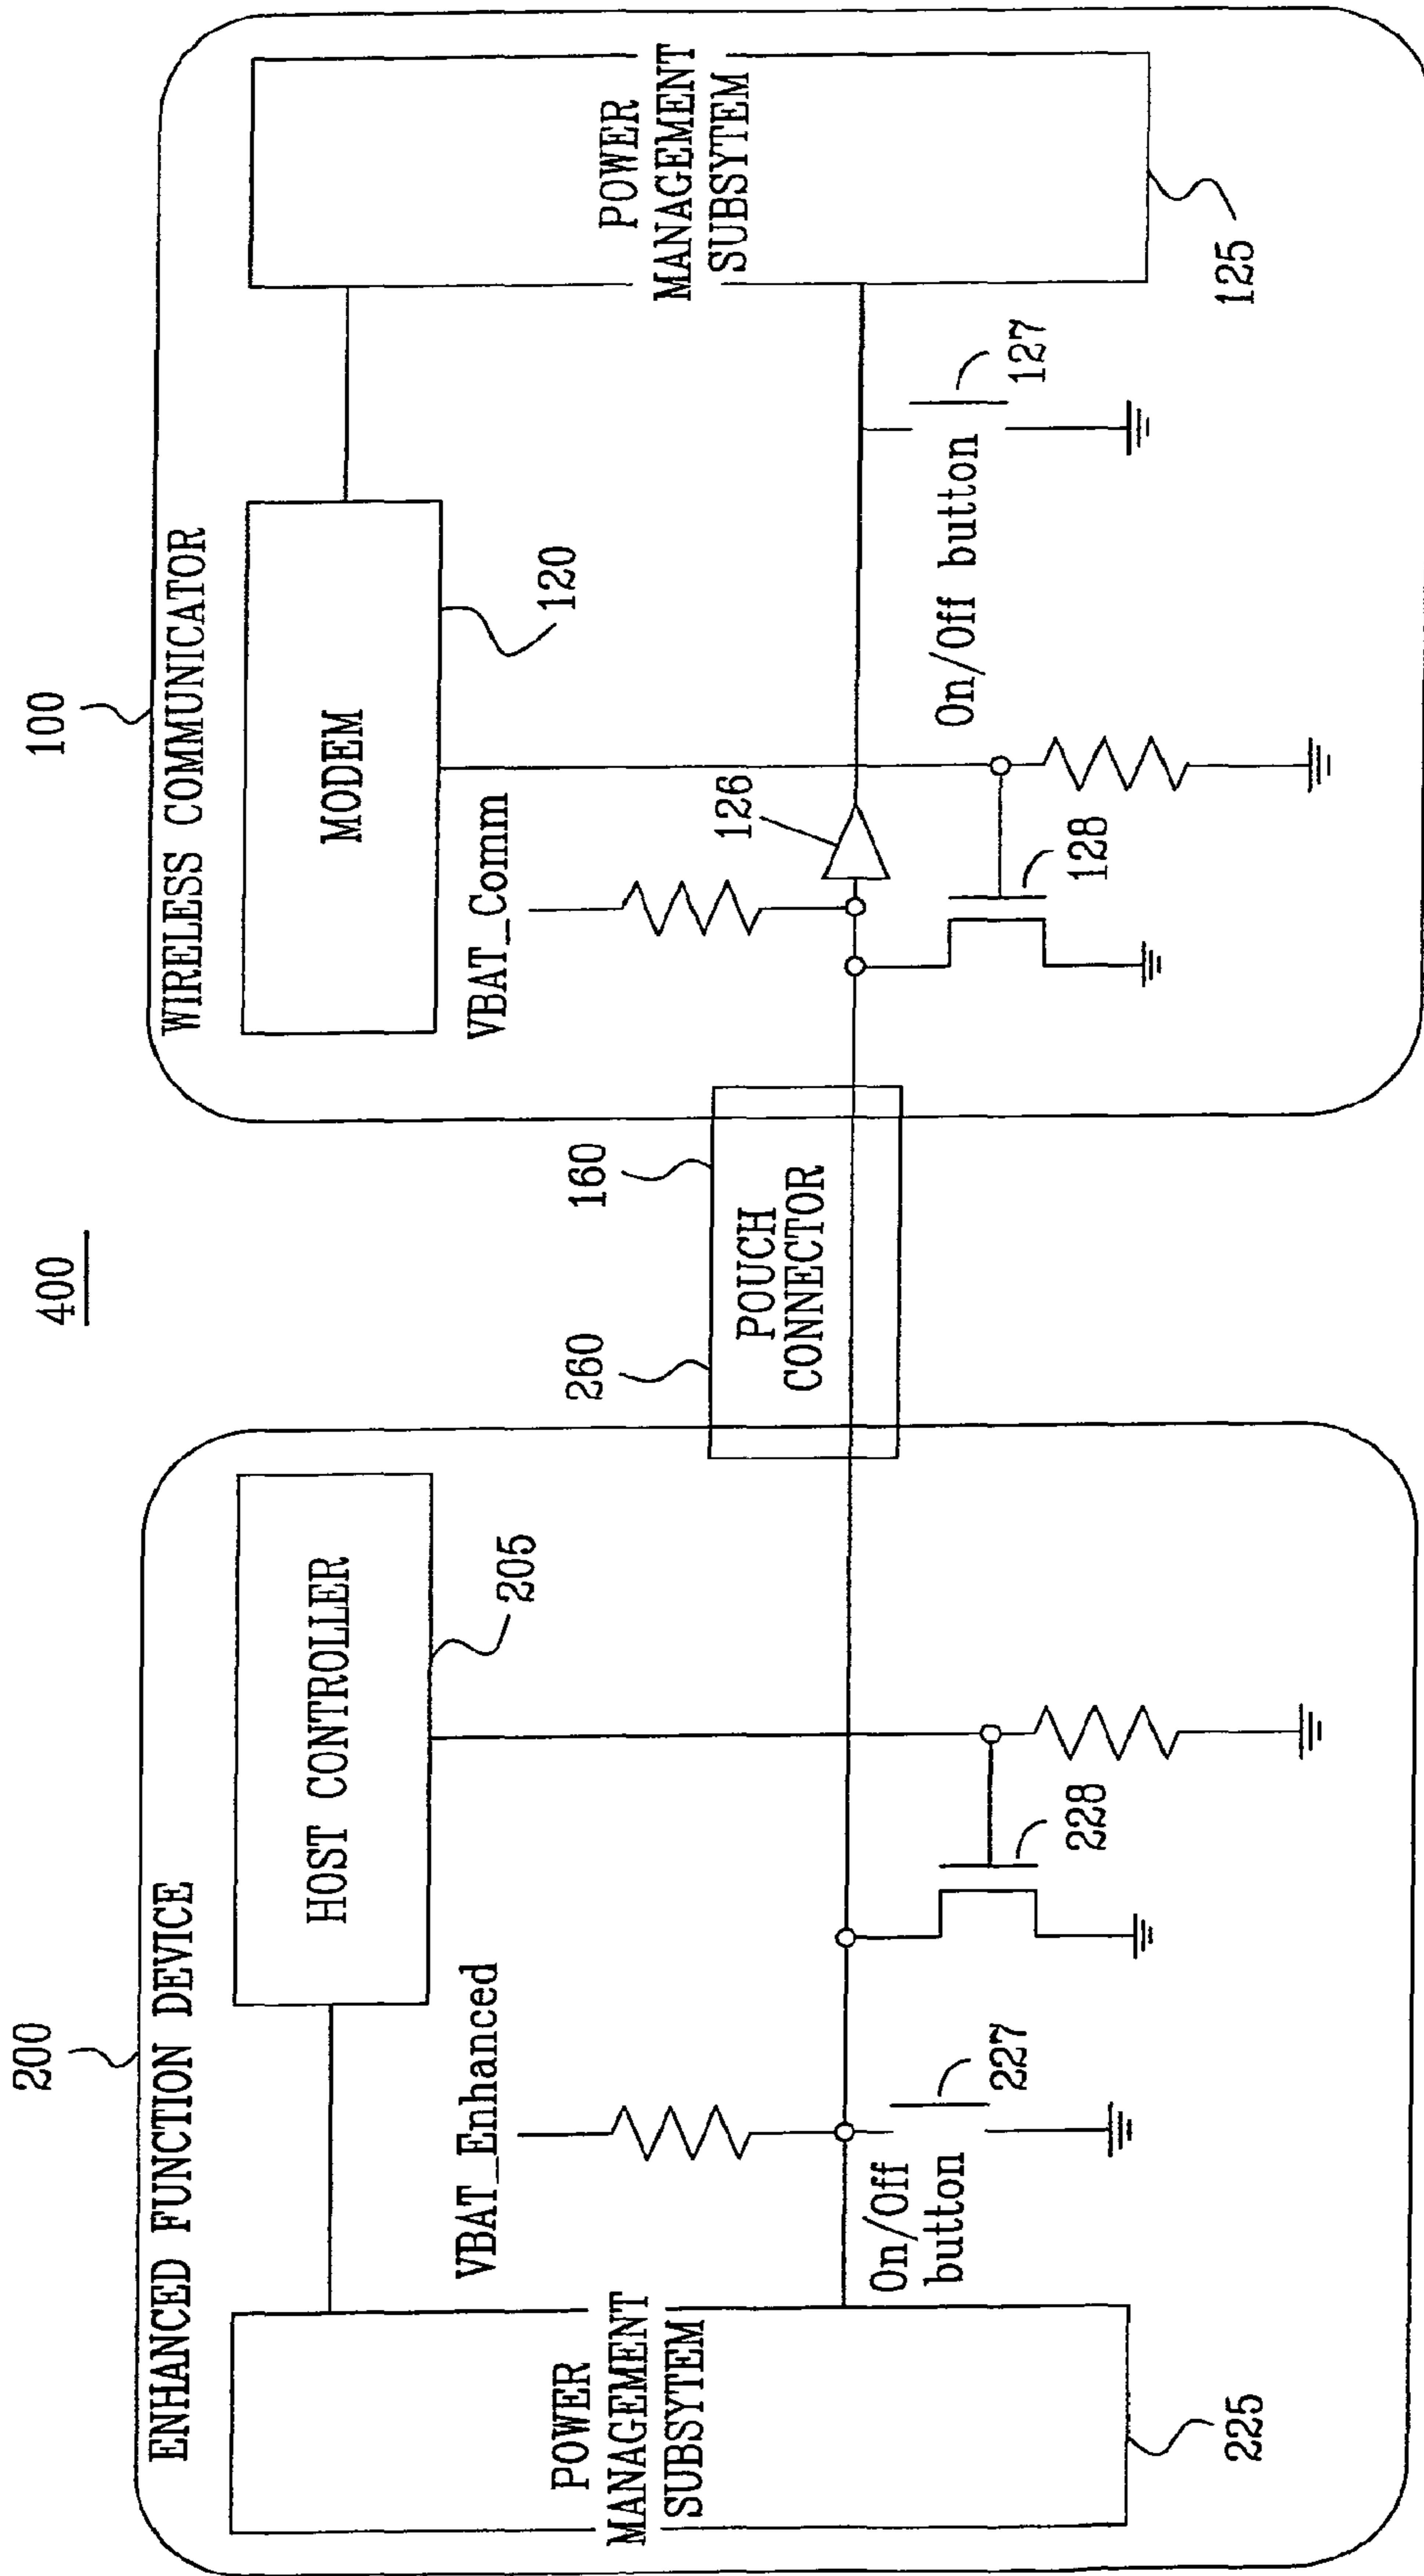 400
200
ENHANCED FUNCTION DEVICE
HOST CONTROLLER
205
VBAT_Enhanced
POWER
MANAGEMENT
SUBSYTEM
225
On/Off
button
227
228
260
160
POUCH
CONNECTOR
100
WIRELESS COMMUNICATOR
MODEM
120
VBAT_Comm
126
128
On/Off button
127
POWER
MANAGEMENT
SUBSYTEM
125